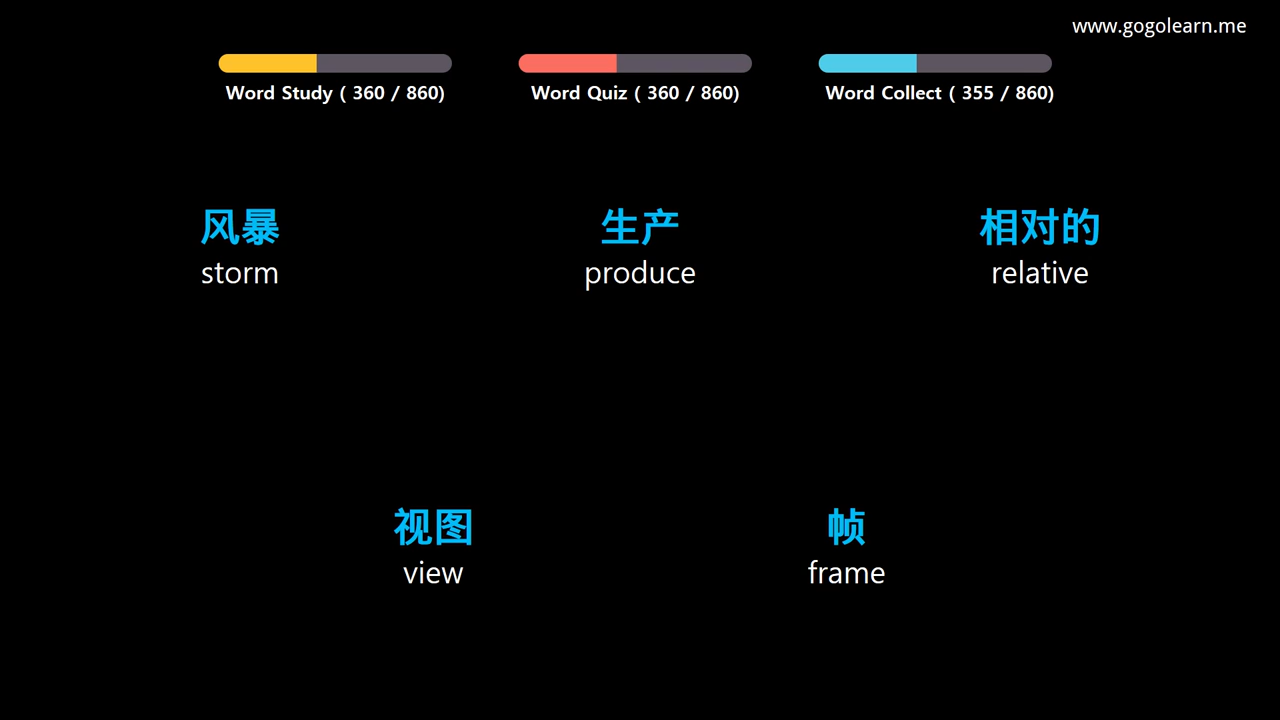 www.gogolearn.me
Word Study ( 360 / 860)
Word Quiz ( 360 / 860)
Word Collect ( 355 / 860)
风暴
storm
生产
produce
相对的
relative
视图
view
帧
frame